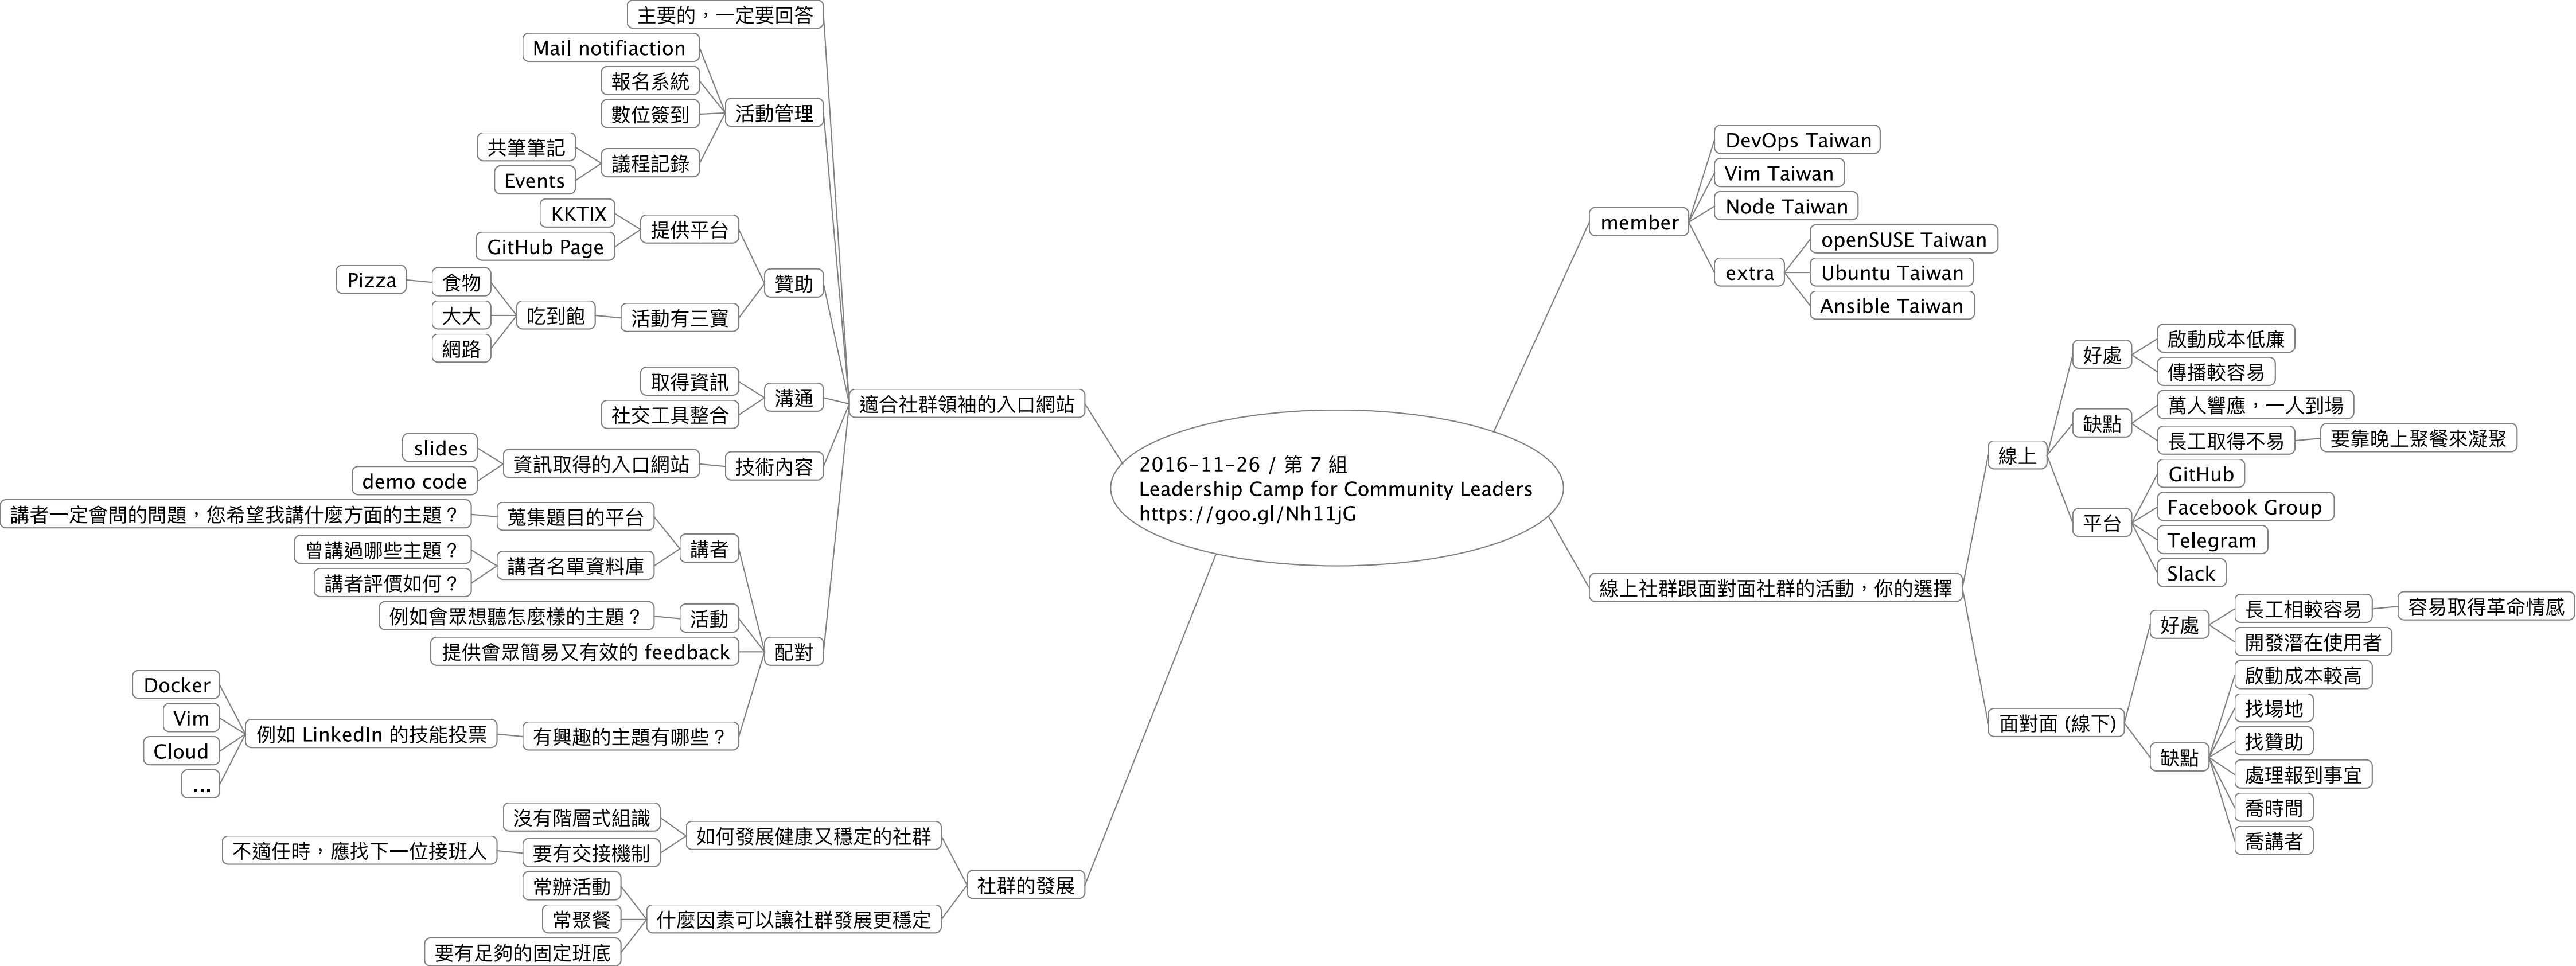 2016-11-26 / 第 7 組
Leadership Camp for Community Leaders
https://goo.gl/Nh11jG
member
DevOps Taiwan
Vim Taiwan
Node Taiwan
extra
openSUSE Taiwan
Ubuntu Taiwan
Ansible Taiwan
線上社群跟面對面社群的活動，你的選擇
線上
好處
啟動成本低廉
傳播較容易
缺點
萬人響應，一人到場
長工取得不易
要靠晚上聚餐來凝聚
平台
GitHub
Facebook Group
Telegram
Slack
面對面 (線下)
好處
長工相較容易
容易取得革命情感
開發潛在使用者
缺點
啟動成本較高
找場地
找贊助
處理報到事宜
喬時間
喬講者
適合社群領袖的入口網站
主要的，一定要回答
活動管理
Mail notifiaction
報名系統
數位簽到
議程記錄
共筆筆記
Events
贊助
提供平台
KKTIX
GitHub Page
活動有三寶
吃到飽
食物
Pizza
大大
網路
溝通
取得資訊
社交工具整合
技術內容
資訊取得的入口網站
slides
demo code
配對
講者
蒐集題目的平台
講者一定會問的問題，您希望我講什麼方面的主題？
講者名單資料庫
曾講過哪些主題？
講者評價如何？
活動
例如會眾想聽怎麼樣的主題？
提供會眾簡易又有效的 feedback
有興趣的主題有哪些？
例如 LinkedIn 的技能投票
Docker
Vim
Cloud
...
社群的發展
如何發展健康又穩定的社群
沒有階層式組識
要有交接機制
不適任時，應找下一位接班人
什麼因素可以讓社群發展更穩定
常辦活動
常聚餐
要有足夠的固定班底